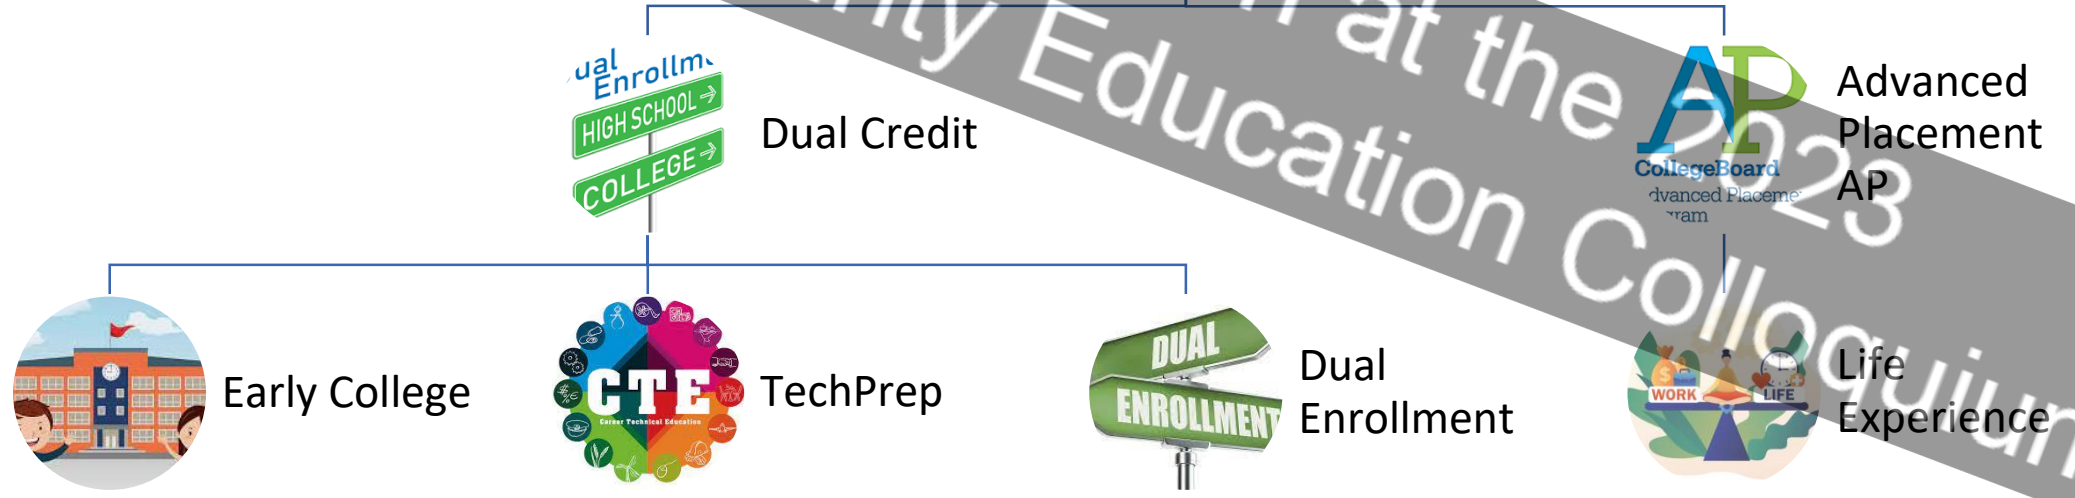 ual
Enrollm
HIGH SCHOOL
COLLEGE
Dual Credit
at the 2023
Education Colloquium
AP
CollegeBoard
dvanced Placeme
ram
Advanced
Placement
AP
Early College
CTE
Career Technical Education
TechPrep
DUAL
ENROLLMENT
Dual
Enrollment
WORK
LIFE
Life
Experience